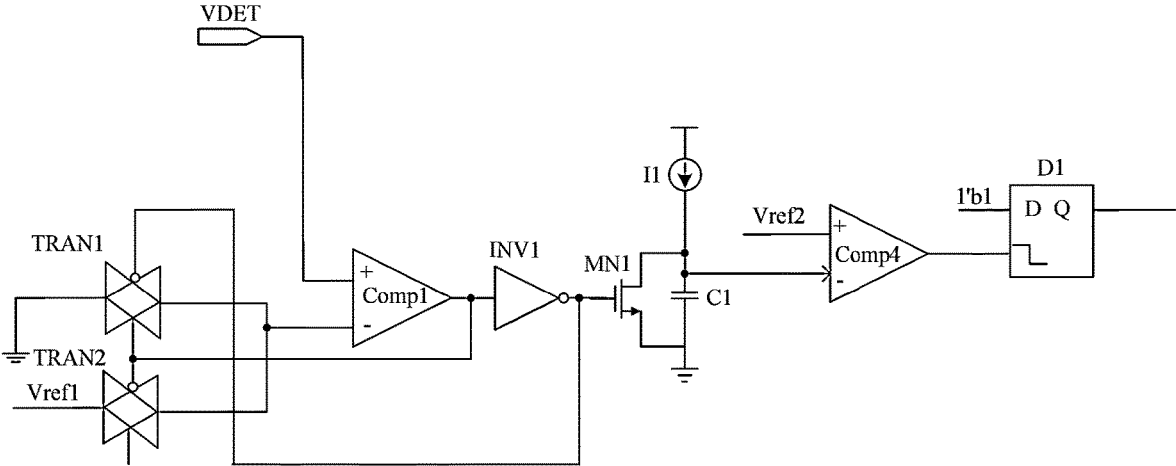 VDET
I1
D1
1'b1
D Q
Vref2
+
Comp4
-
TRAN1
INV1
MN1
+
Comp1
-
C1
TRAN2
Vref1